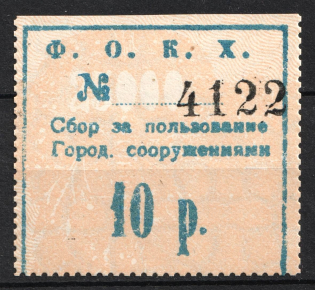 Ф. О. К. Х.
№ 4122
Сбор за пользование
Город. сооружениями
10 р.